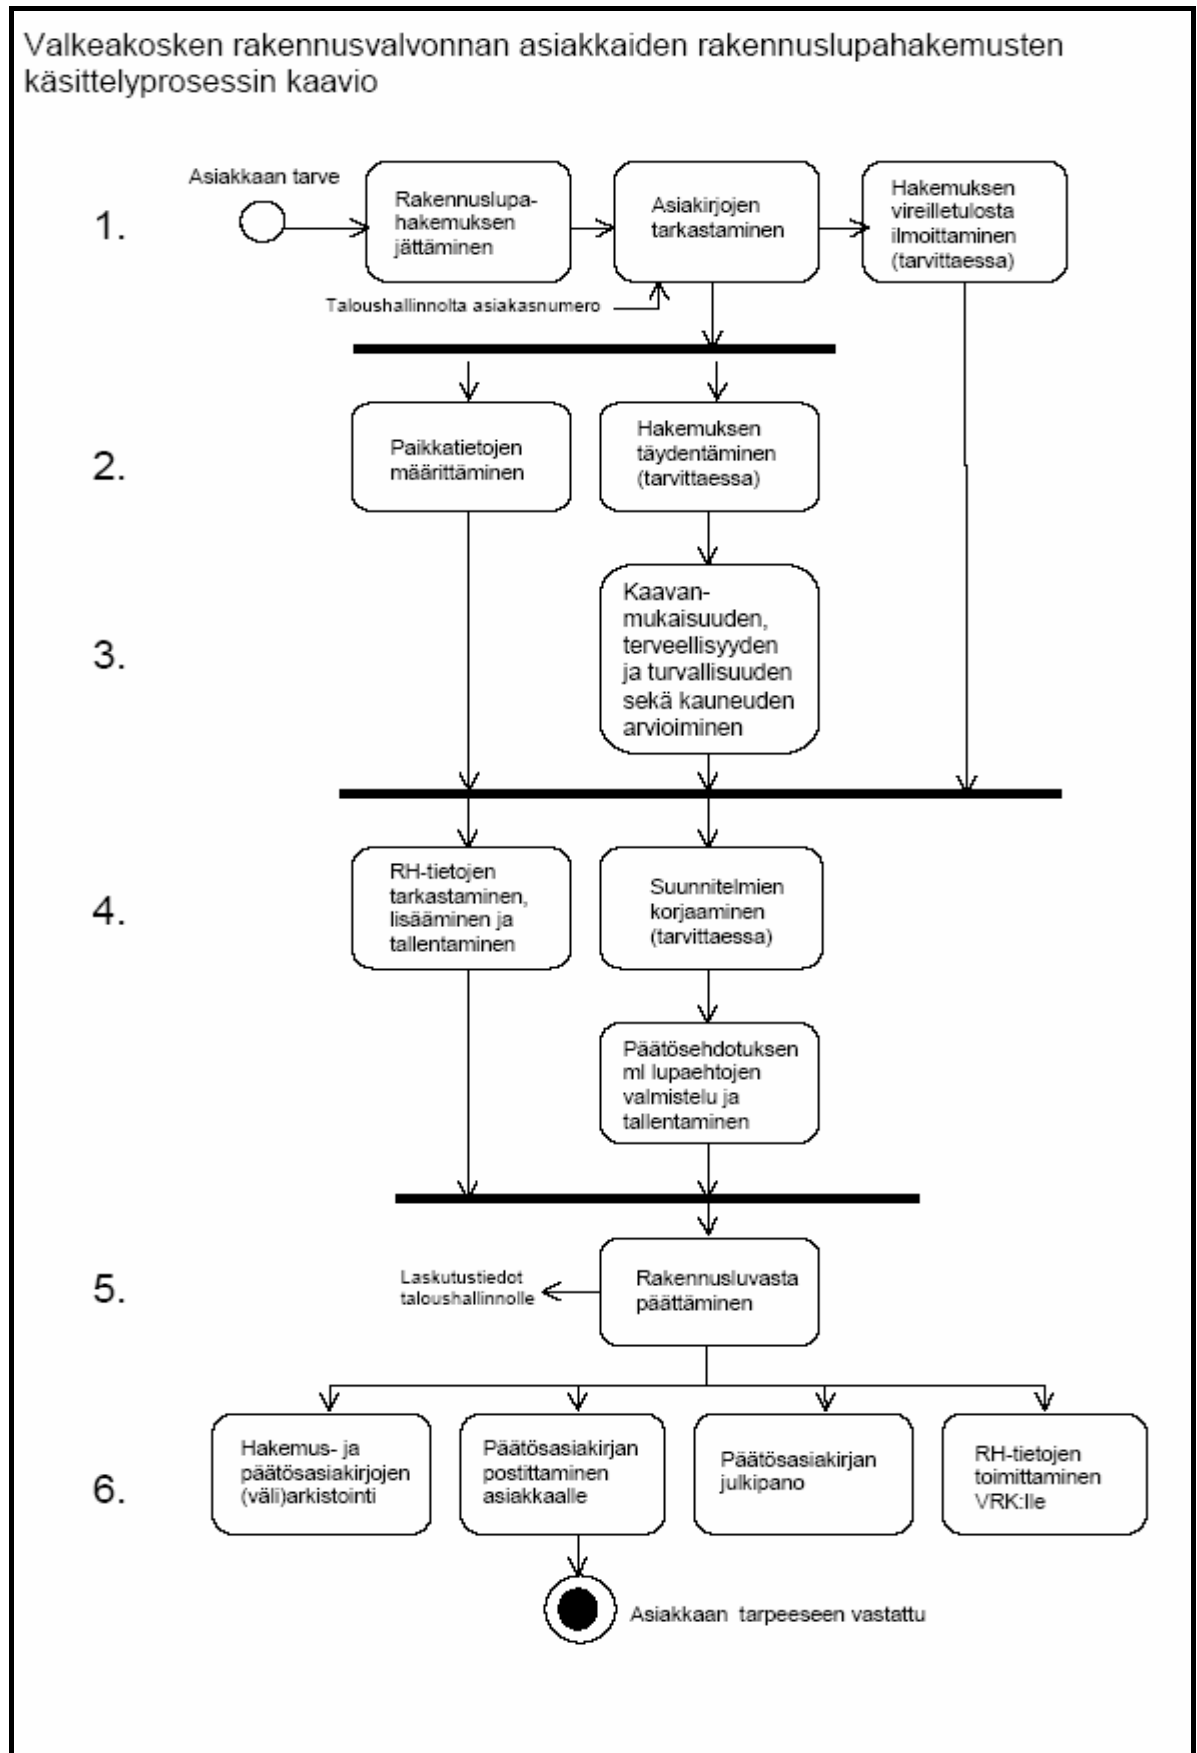 Valkeakosken rakennusvalvonnan asiakkaiden rakennuslupahakemusten
käsittelyprosessin kaavio
1.
Asiakkaan tarve
Rakennuslupa-
hakemuksen
jättäminen
Asiakirjojen
tarkastaminen
Hakemuksen
vireilletulosta
ilmoittaminen
(tarvittaessa)
Taloushallinnolta asiakasnumero
2.
Paikkatietojen
määrittäminen
Hakemuksen
täydentäminen
(tarvittaessa)
3.
Kaavan-
mukaisuuden,
terveellisyyden
ja turvallisuuden
sekä kauneuden
arvioiminen
4.
RH-tietojen
tarkastaminen,
lisääminen ja
tallentaminen
Suunnitelmien
korjaaminen
(tarvittaessa)
Päätösehdotuksen
ml lupaehtojen
valmistelu ja
tallentaminen
5.
Laskutustiedot
taloushallinnolle
Rakennusluvasta
päättäminen
6.
Hakemus- ja
päätösasiakirjojen
(väli)arkistointi
Päätösasiakirjan
postittaminen
asiakkaalle
Päätösasiakirjan
julkipano
RH-tietojen
toimittaminen
VRK:lle
Asiakkaan tarpeeseen vastattu